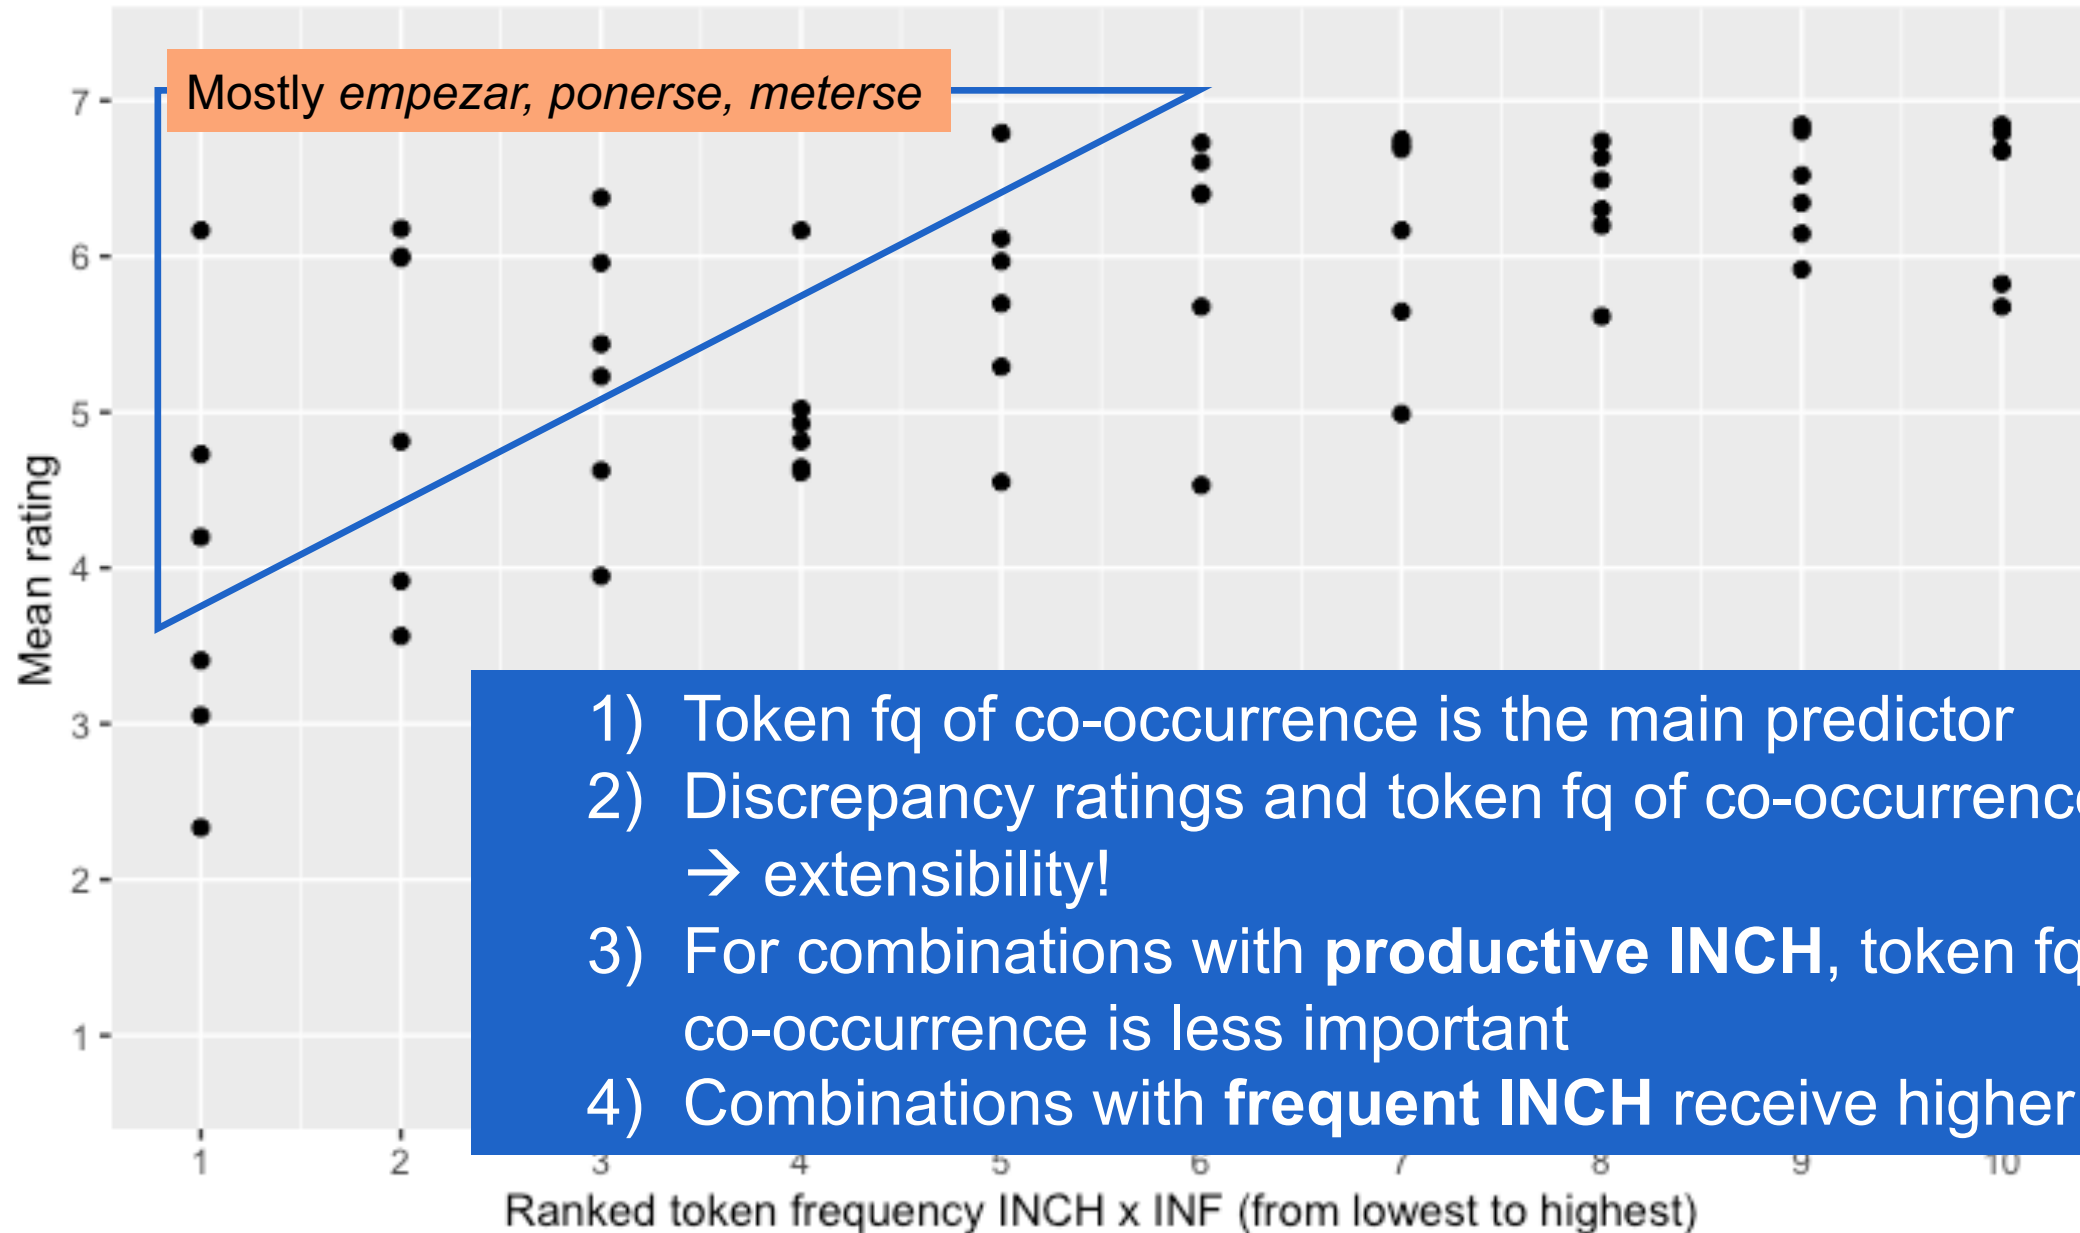 Mostly empezar, ponerse, meterse
7
6
5
4
3
2
1
Mean rating
1) Token fq of co-occurrence is the main predictor
2) Discrepancy ratings and token fq of co-occurrence
→ extensibility!
3) For combinations with productive INCH, token fq
co-occurrence is less important
4) Combinations with frequent INCH receive higher
1 2 3 4 5 6 7 8 9 10
Ranked token frequency INCH x INF (from lowest to highest)